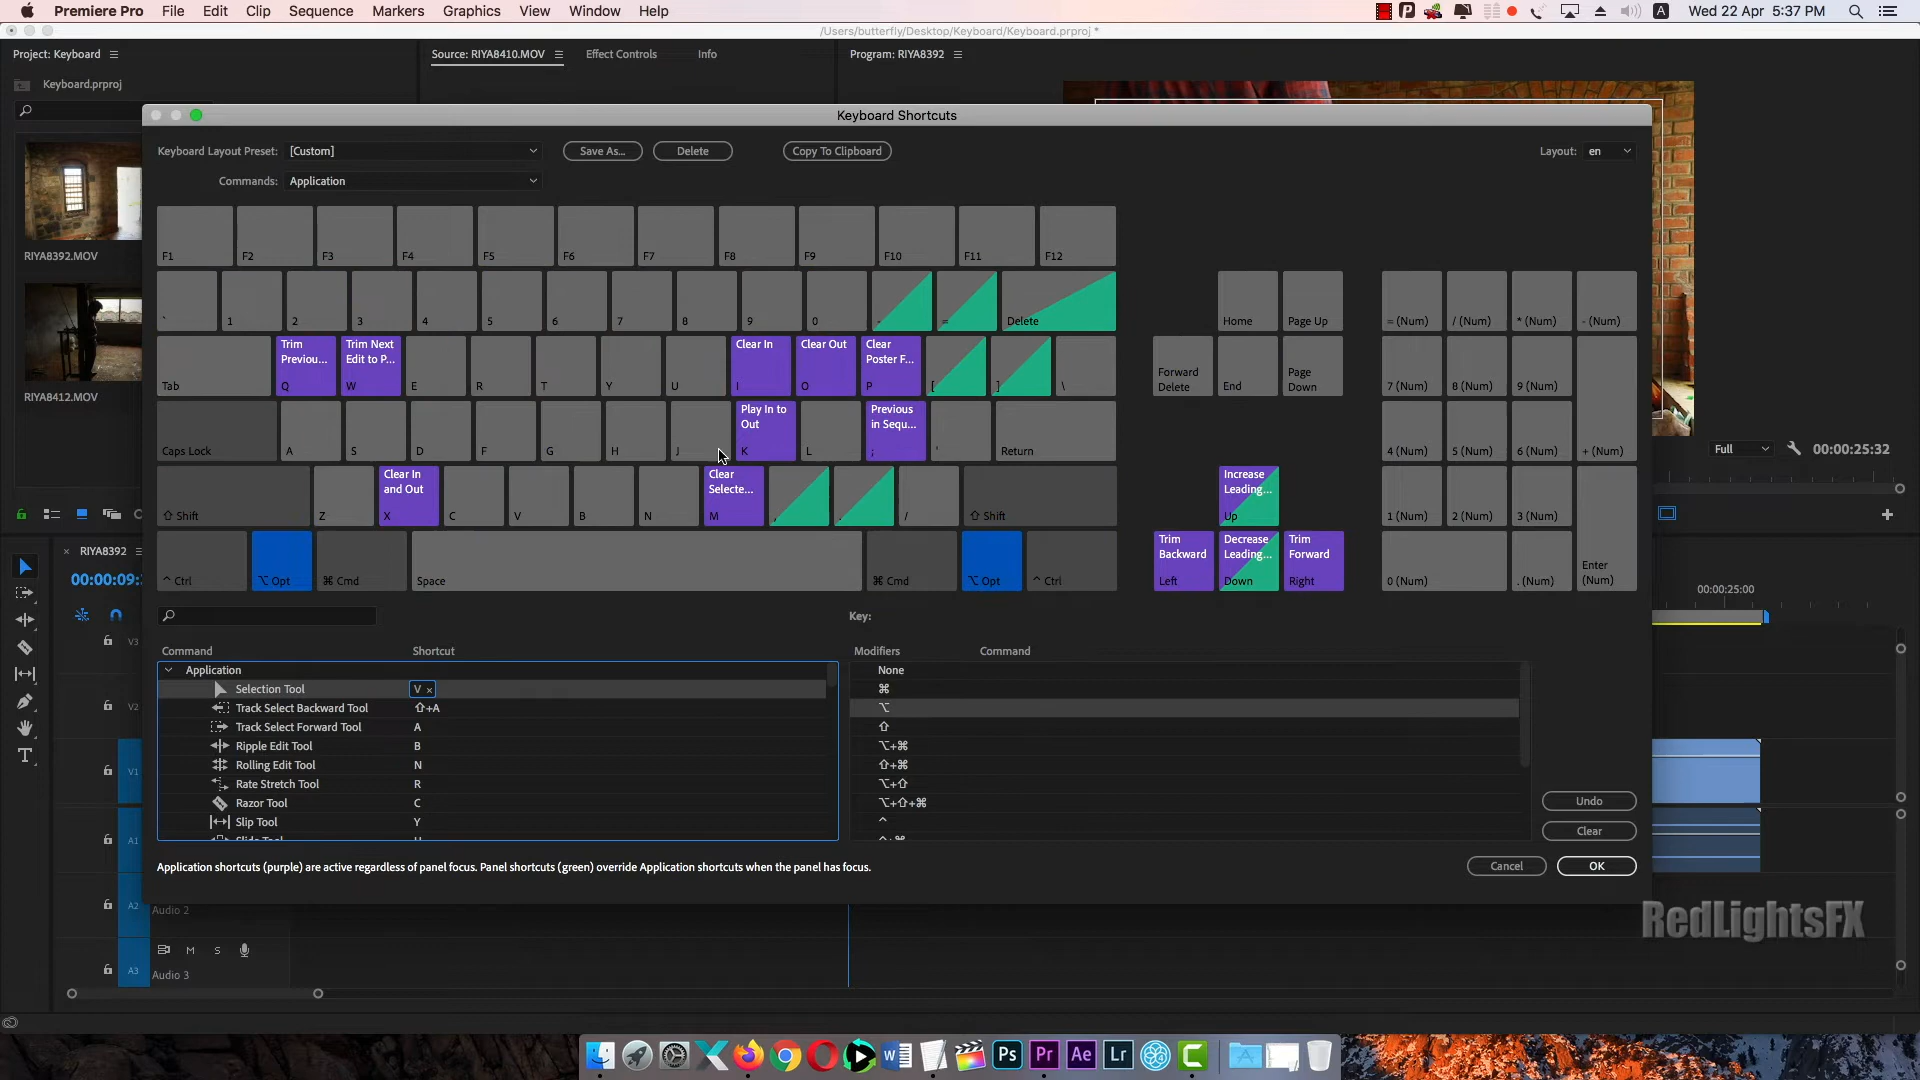 Premiere Pro File Edit Clip Sequence Markers Graphics View Window Help
A Wed 22 Apr 5:37 PM
/Users/butterfly/Desktop/Keyboard/Keyboard.prproj *
Project: Keyboard
Source: RIYA8410.MOV
Effect Controls
Info
Program: RIYA8392
Keyboard.prproj
RIYA8392.MOV
RIYA8412.MOV
Keyboard Shortcuts
Keyboard Layout Preset: [Custom]
Save As...
Delete
Copy To Clipboard
Layout: en
Commands: Application
F1 F2 F3 F4 F5 F6 F7 F8 F9 F10 F11 F12
` 1 2 3 4 5 6 7 8 9 0 - = Delete
Home Page Up
= (Num) / (Num) * (Num) - (Num)
Trim Previou...
Trim Next Edit to P...
Clear In
Clear Out
Clear Poster F...
Tab Q W E R T Y U I O P [ ] \
Forward Delete
End
Page Down
7 (Num) 8 (Num) 9 (Num)
Play In to Out
Previous in Sequ...
Caps Lock A S D F G H J K L ; ' Return
4 (Num) 5 (Num) 6 (Num) + (Num)
Clear In and Out
Clear Selecte...
Increase Leading...
⇧ Shift Z X C V B N M , . / ⇧ Shift
Up
1 (Num) 2 (Num) 3 (Num)
Trim Backward
Decrease Leading...
Trim Forward
^ Ctrl ⌥ Opt ⌘ Cmd Space ⌘ Cmd ⌥ Opt ^ Ctrl
Left Down Right
0 (Num) . (Num) Enter (Num)
Full
00:00:25:32
RIYA8392
00:00:09:
00:00:25:00
Key:
Command Shortcut
Modifiers Command
Application
Selection Tool V ×
Track Select Backward Tool ⇧+A
Track Select Forward Tool A
Ripple Edit Tool B
Rolling Edit Tool N
Rate Stretch Tool R
Razor Tool C
Slip Tool Y
Slide Tool U
None
⌘
⌥
⇧
⌥+⌘
⇧+⌘
⌥+⇧
⌥+⇧+⌘
^
^+⌘
Undo
Clear
Cancel
OK
Application shortcuts (purple) are active regardless of panel focus. Panel shortcuts (green) override Application shortcuts when the panel has focus.
V3
V2
V1
A1
A2
Audio 2
M S
A3
Audio 3
RedLightsFX
W Ps Pr Ae Lr C